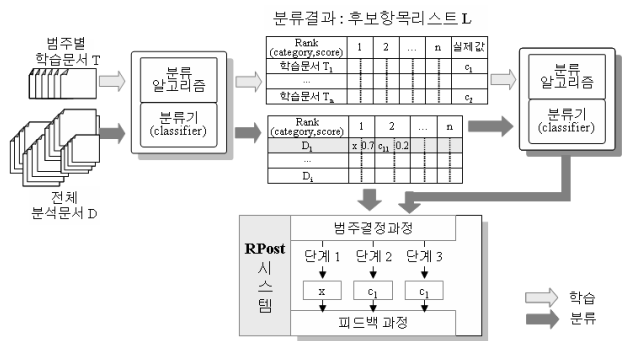 분류결과 : 후보항목리스트 L
범주별
학습문서 T
분류
알고리즘
분류기
(classifier)
전체
분석문서 D
Rank
(category,score)
1 2 … n 실제값
학습문서 T₁ c₁
...
학습문서 Tₙ c₂
Rank
(category,score)
1 2 … n
D₁ x 0.7 c₁₁ 0.2
...
Dᵢ
분류
알고리즘
분류기
(classifier)
RPost
시
스
템
범주결정과정
단계 1 단계 2 단계 3
x c₁ c₁
피드백 과정
학습
분류